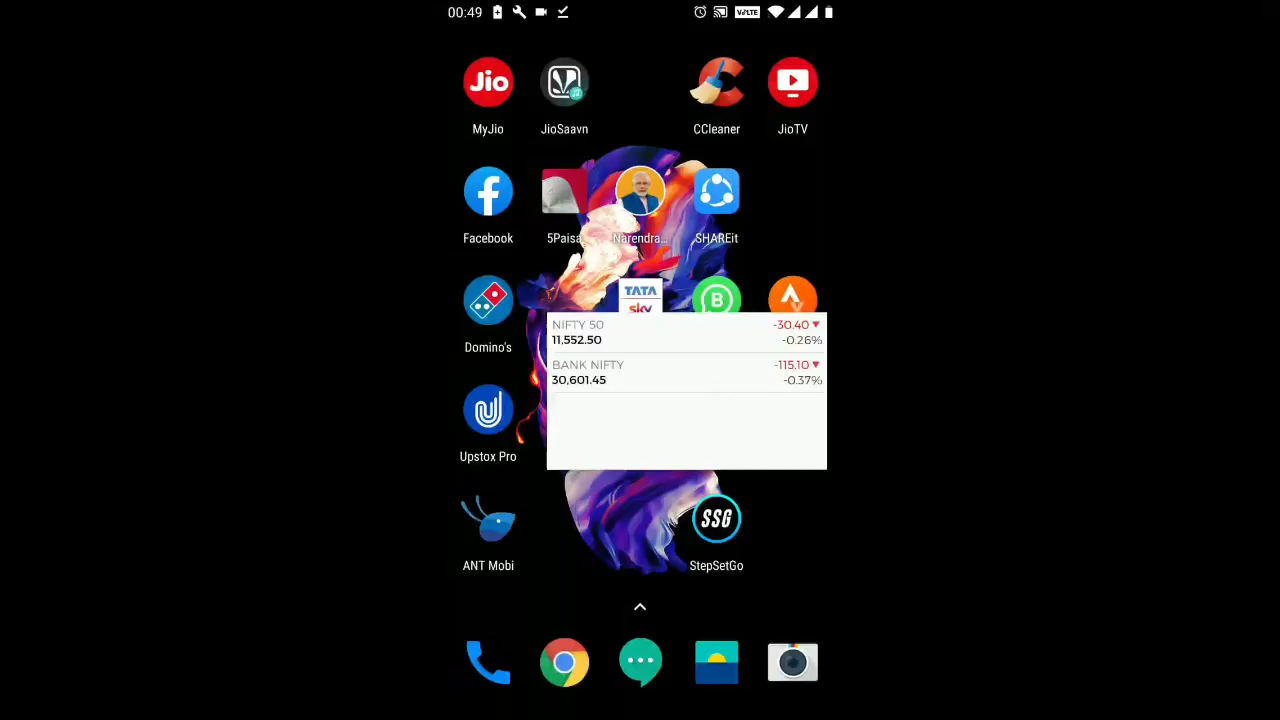 00:49
VoLTE
Jio
MyJio
JioSaavn
CCleaner
JioTV
Facebook
5Paisa
Narendra...
SHAREit
TATA
sky
B
Domino's
NIFTY 50
-30.40▼
11,552.50
-0.26%
BANK NIFTY
-115.10▼
30,601.45
-0.37%
Upstox Pro
SSG
ANT Mobi
StepSetGo